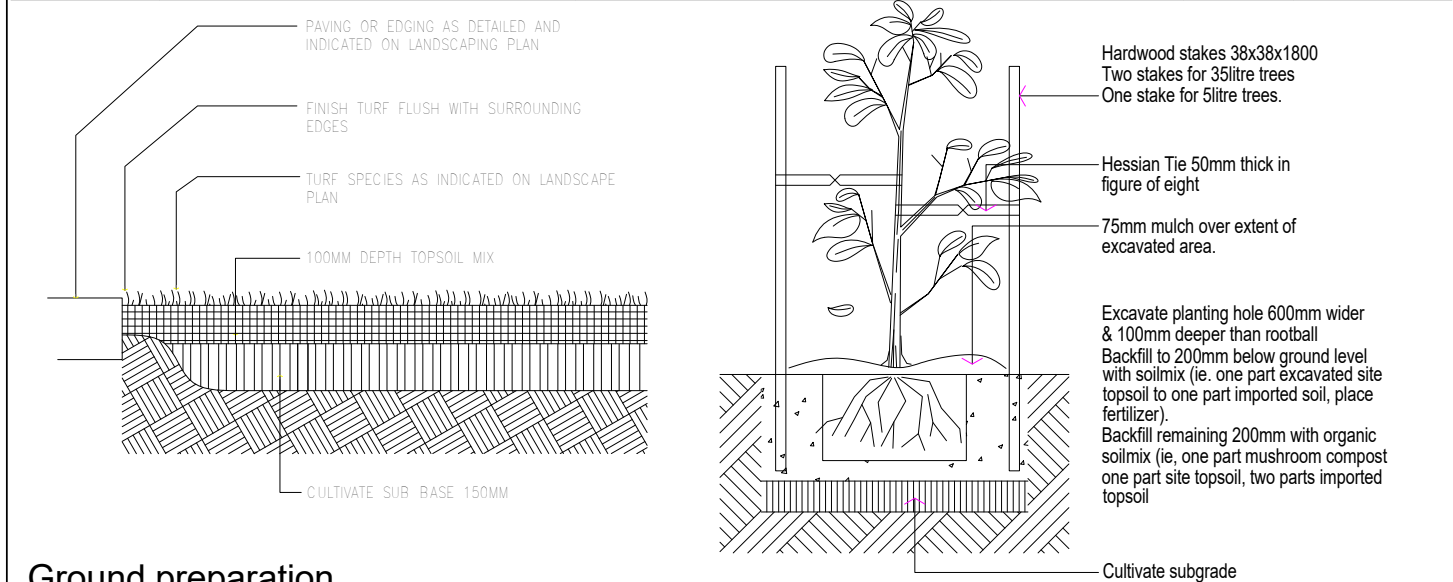 PAVING OR EDGING AS DETAILED AND
INDICATED ON LANDSCAPING PLAN
FINISH TURF FLUSH WITH SURROUNDING
EDGES
TURF SPECIES AS INDICATED ON LANDSCAPE
PLAN
100MM DEPTH TOPSOIL MIX
CULTIVATE SUB BASE 150MM
Hardwood stakes 38x38x1800
Two stakes for 35litre trees
One stake for 5litre trees.
Hessian Tie 50mm thick in
figure of eight
75mm mulch over extent of
excavated area.
Excavate planting hole 600mm wider
& 100mm deeper than rootball
Backfill to 200mm below ground level
with soilmix (ie. one part excavated site
topsoil to one part imported soil, place
fertilizer).
Backfill remaining 200mm with organic
soilmix (ie, one part mushroom compost
one part site topsoil, two parts imported
topsoil
Cultivate subgrade
Ground preparation